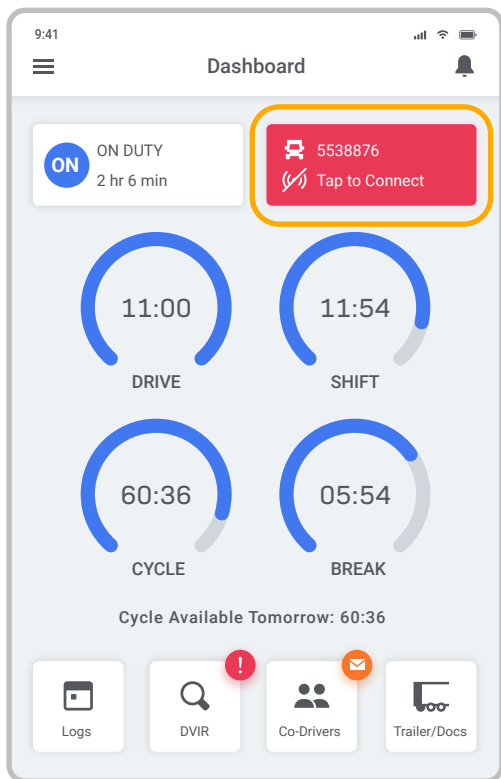 9:41
Dashboard
ON
ON DUTY
2 hr 6 min
5538876
Tap to Connect
11:00
DRIVE
11:54
SHIFT
60:36
CYCLE
05:54
BREAK
Cycle Available Tomorrow: 60:36
!
Logs
DVIR
Co-Drivers
Trailer/Docs